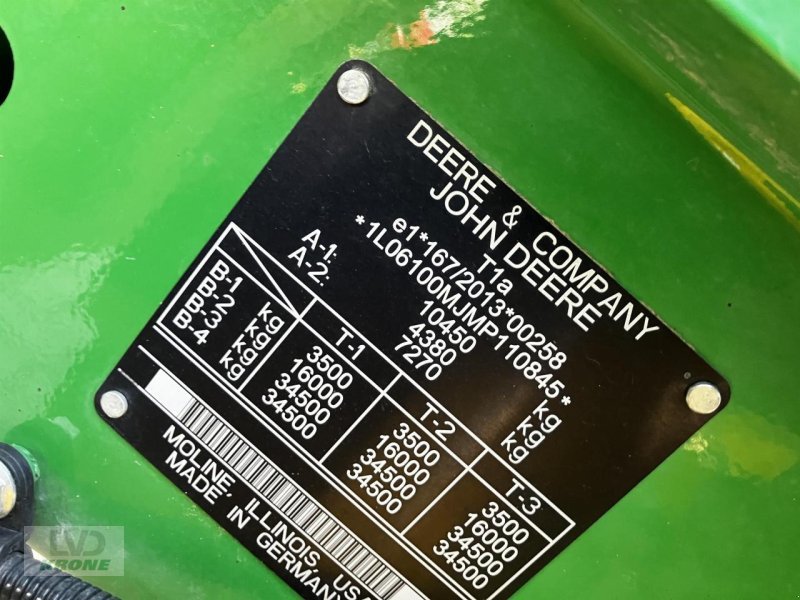 DEERE & COMPANY
JOHN DEERE
T1a
e1*167/2013*00258
*1L06100MJMP110845*
10450 kg
A-1: 4380 kg
A-2: 7270 kg
T-1 T-2 T-3
B-1 kg 3500 3500 3500
B-2 kg 16000 16000 16000
B-3 kg 34500 34500 34500
B-4 kg 34500 34500 34500
MOLINE, ILLINOIS, USA
MADE IN GERMANY
LVD
KRONE